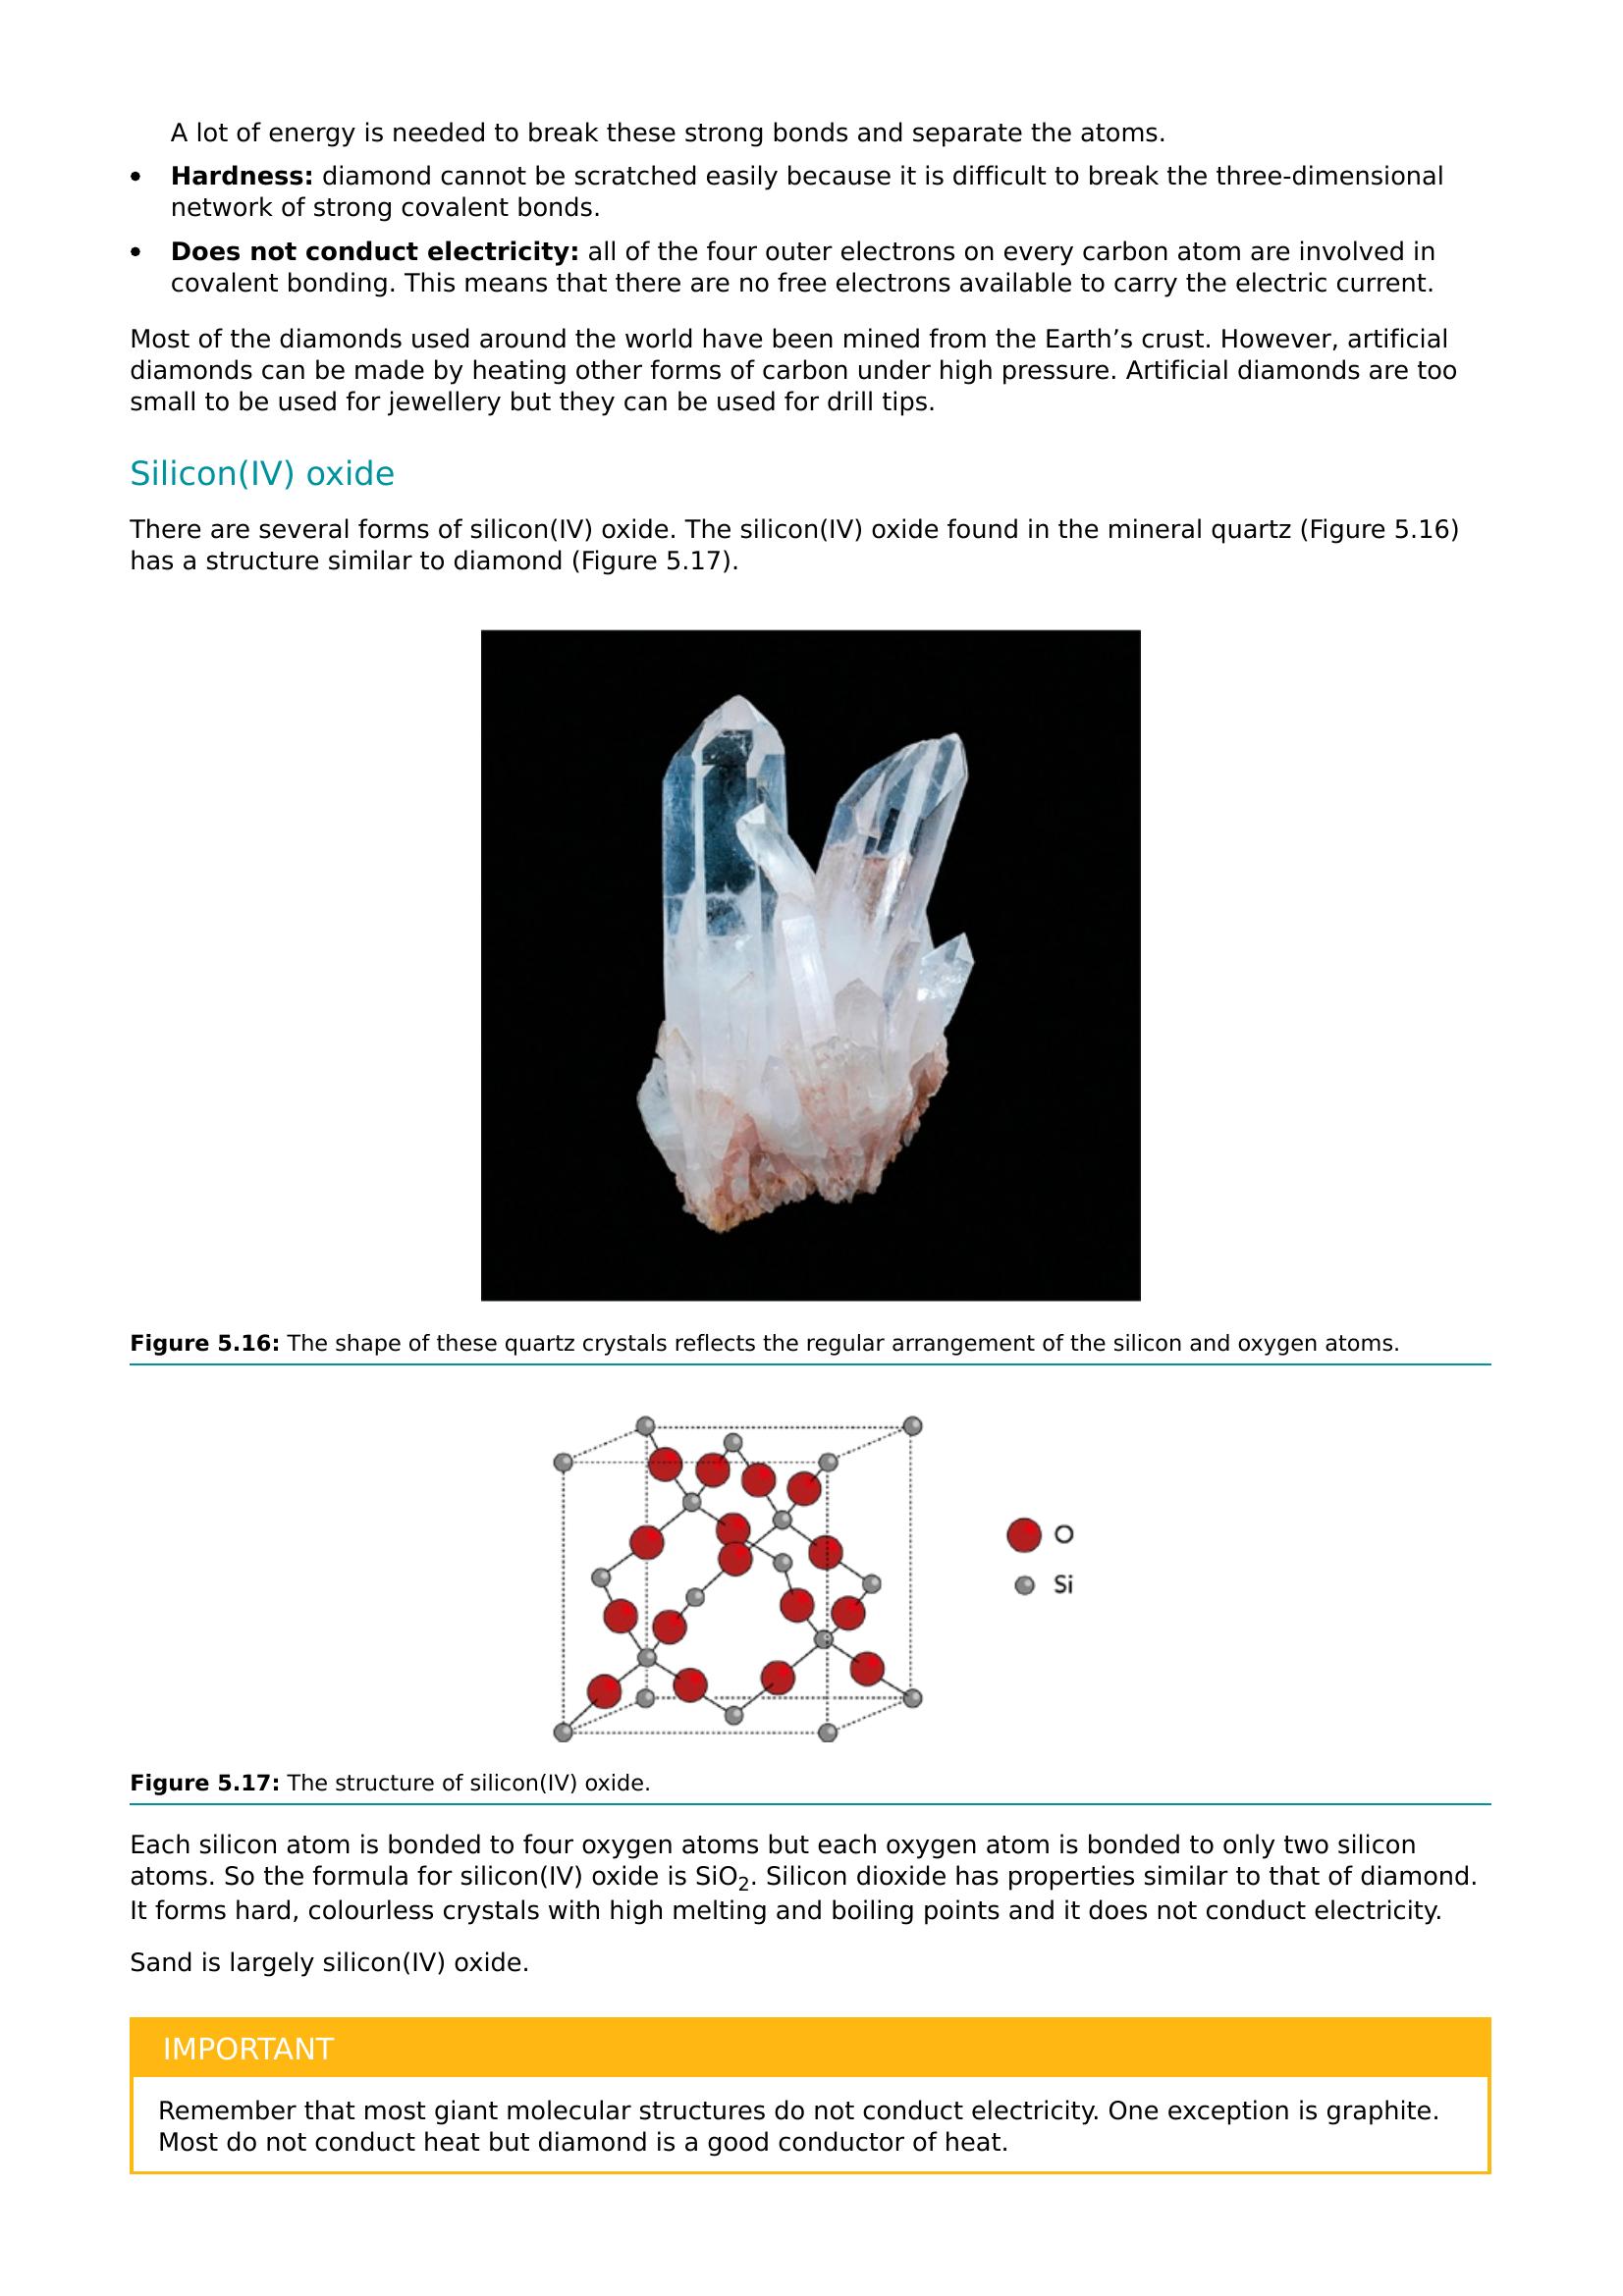 A lot of energy is needed to break these strong bonds and separate the atoms.
• Hardness: diamond cannot be scratched easily because it is difficult to break the three-dimensional
network of strong covalent bonds.
• Does not conduct electricity: all of the four outer electrons on every carbon atom are involved in
covalent bonding. This means that there are no free electrons available to carry the electric current.
Most of the diamonds used around the world have been mined from the Earth’s crust. However, artificial
diamonds can be made by heating other forms of carbon under high pressure. Artificial diamonds are too
small to be used for jewellery but they can be used for drill tips.
Silicon(IV) oxide
There are several forms of silicon(IV) oxide. The silicon(IV) oxide found in the mineral quartz (Figure 5.16)
has a structure similar to diamond (Figure 5.17).
Figure 5.16: The shape of these quartz crystals reflects the regular arrangement of the silicon and oxygen atoms.
O
Si
Figure 5.17: The structure of silicon(IV) oxide.
Each silicon atom is bonded to four oxygen atoms but each oxygen atom is bonded to only two silicon
atoms. So the formula for silicon(IV) oxide is SiO₂. Silicon dioxide has properties similar to that of diamond.
It forms hard, colourless crystals with high melting and boiling points and it does not conduct electricity.
Sand is largely silicon(IV) oxide.
IMPORTANT
Remember that most giant molecular structures do not conduct electricity. One exception is graphite.
Most do not conduct heat but diamond is a good conductor of heat.